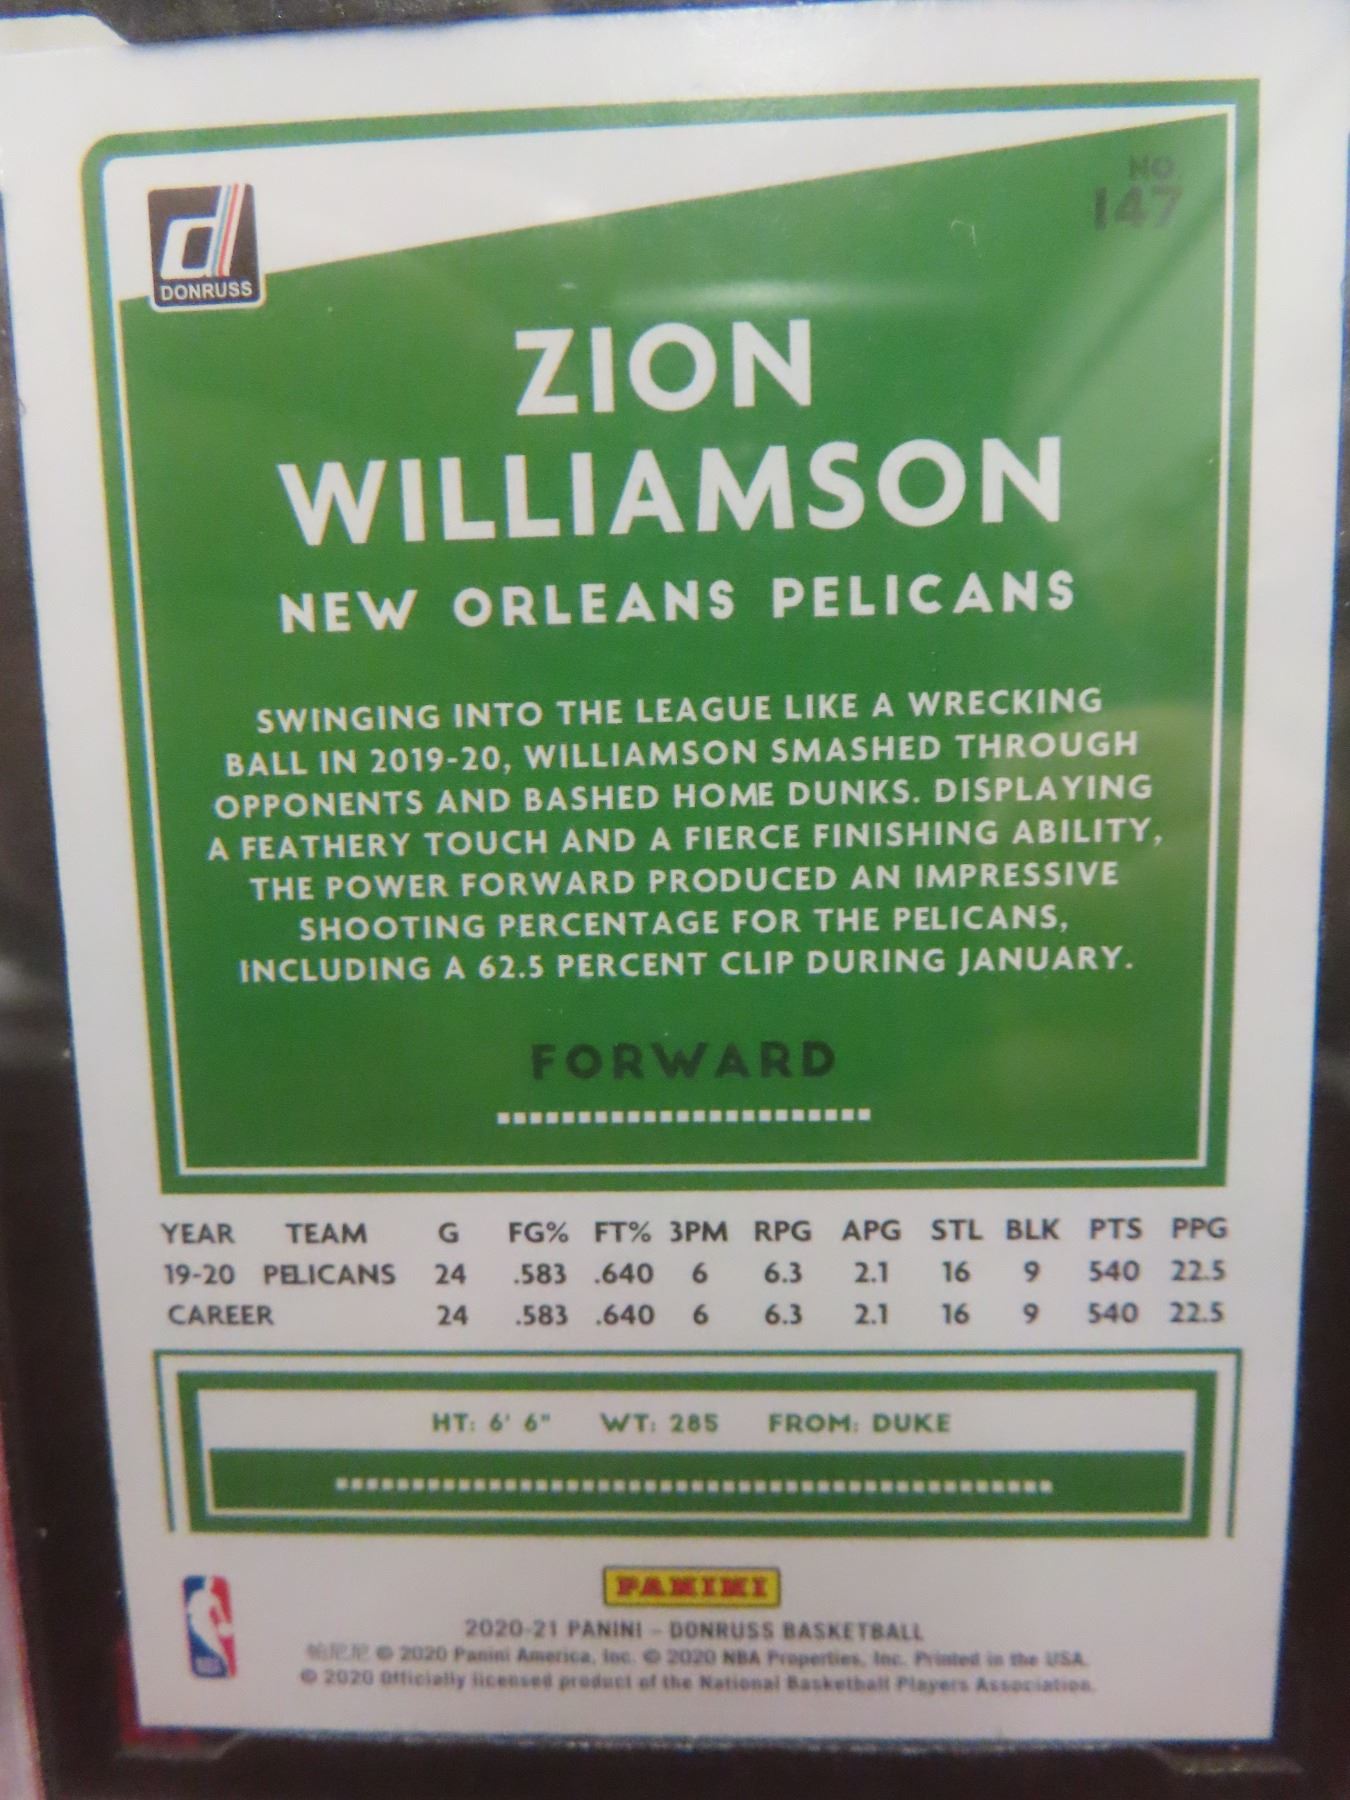 NO.
147
DONRUSS
ZION
WILLIAMSON
NEW ORLEANS PELICANS
SWINGING INTO THE LEAGUE LIKE A WRECKING
BALL IN 2019-20, WILLIAMSON SMASHED THROUGH
OPPONENTS AND BASHED HOME DUNKS. DISPLAYING
A FEATHERY TOUCH AND A FIERCE FINISHING ABILITY,
THE POWER FORWARD PRODUCED AN IMPRESSIVE
SHOOTING PERCENTAGE FOR THE PELICANS,
INCLUDING A 62.5 PERCENT CLIP DURING JANUARY.
FORWARD
YEAR TEAM G FG% FT% 3PM RPG APG STL BLK PTS PPG
19-20 PELICANS 24 .583 .640 6 6.3 2.1 16 9 540 22.5
CAREER 24 .583 .640 6 6.3 2.1 16 9 540 22.5
HT: 6' 6" WT: 285 FROM: DUKE
PANINI
2020-21 PANINI - DONRUSS BASKETBALL
帕尼尼 © 2020 Panini America, Inc. © 2020 NBA Properties, Inc. Printed in the USA.
© 2020 Officially licensed product of the National Basketball Players Association.